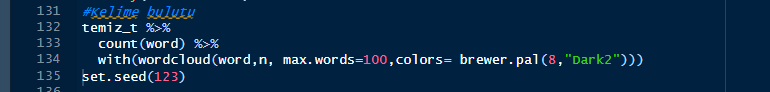 131 #Kelime bulutu
132 temiz_t %>%
133 count(word) %>%
134 with(wordcloud(word,n, max.words=100,colors= brewer.pal(8,"Dark2")))
135 set.seed(123)
136